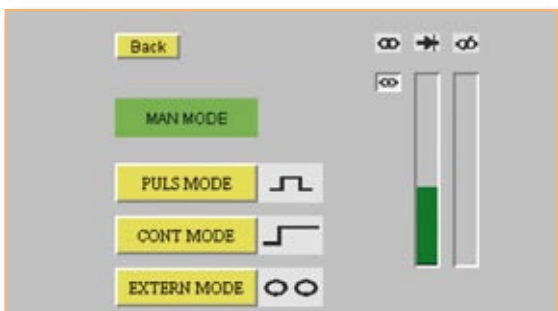 Back
MAN MODE
PULS MODE
CONT MODE
EXTERN MODE